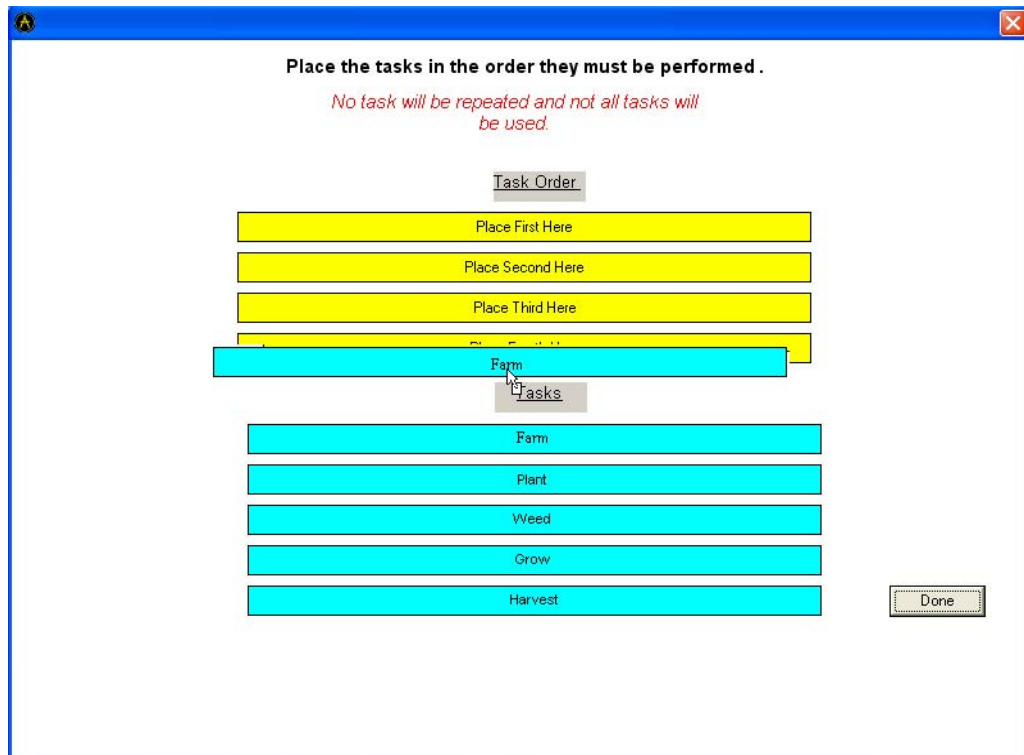 Place the tasks in the order they must be performed .
No task will be repeated and not all tasks will
be used.
Task Order
Place First Here
Place Second Here
Place Third Here
Farm
Tasks
Farm
Plant
Weed
Grow
Harvest
Done